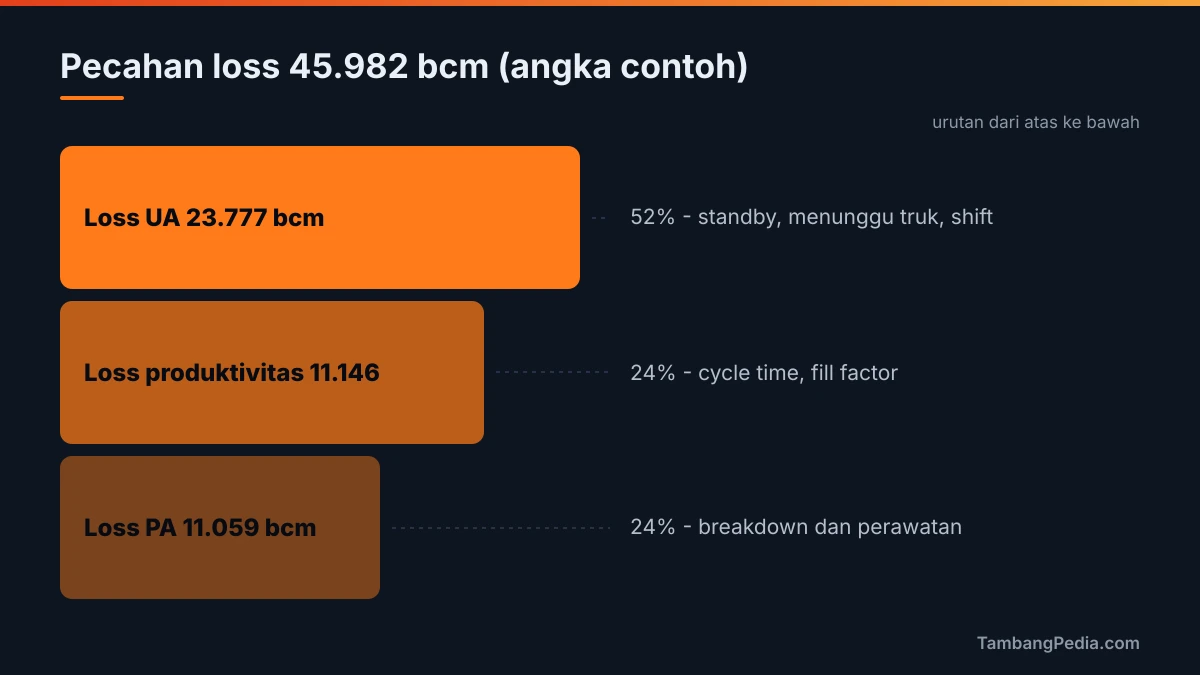 Pecahan loss 45.982 bcm (angka contoh)
urutan dari atas ke bawah
Loss UA 23.777 bcm
52% - standby, menunggu truk, shift
Loss produktivitas 11.146
24% - cycle time, fill factor
Loss PA 11.059 bcm
24% - breakdown dan perawatan
TambangPedia.com